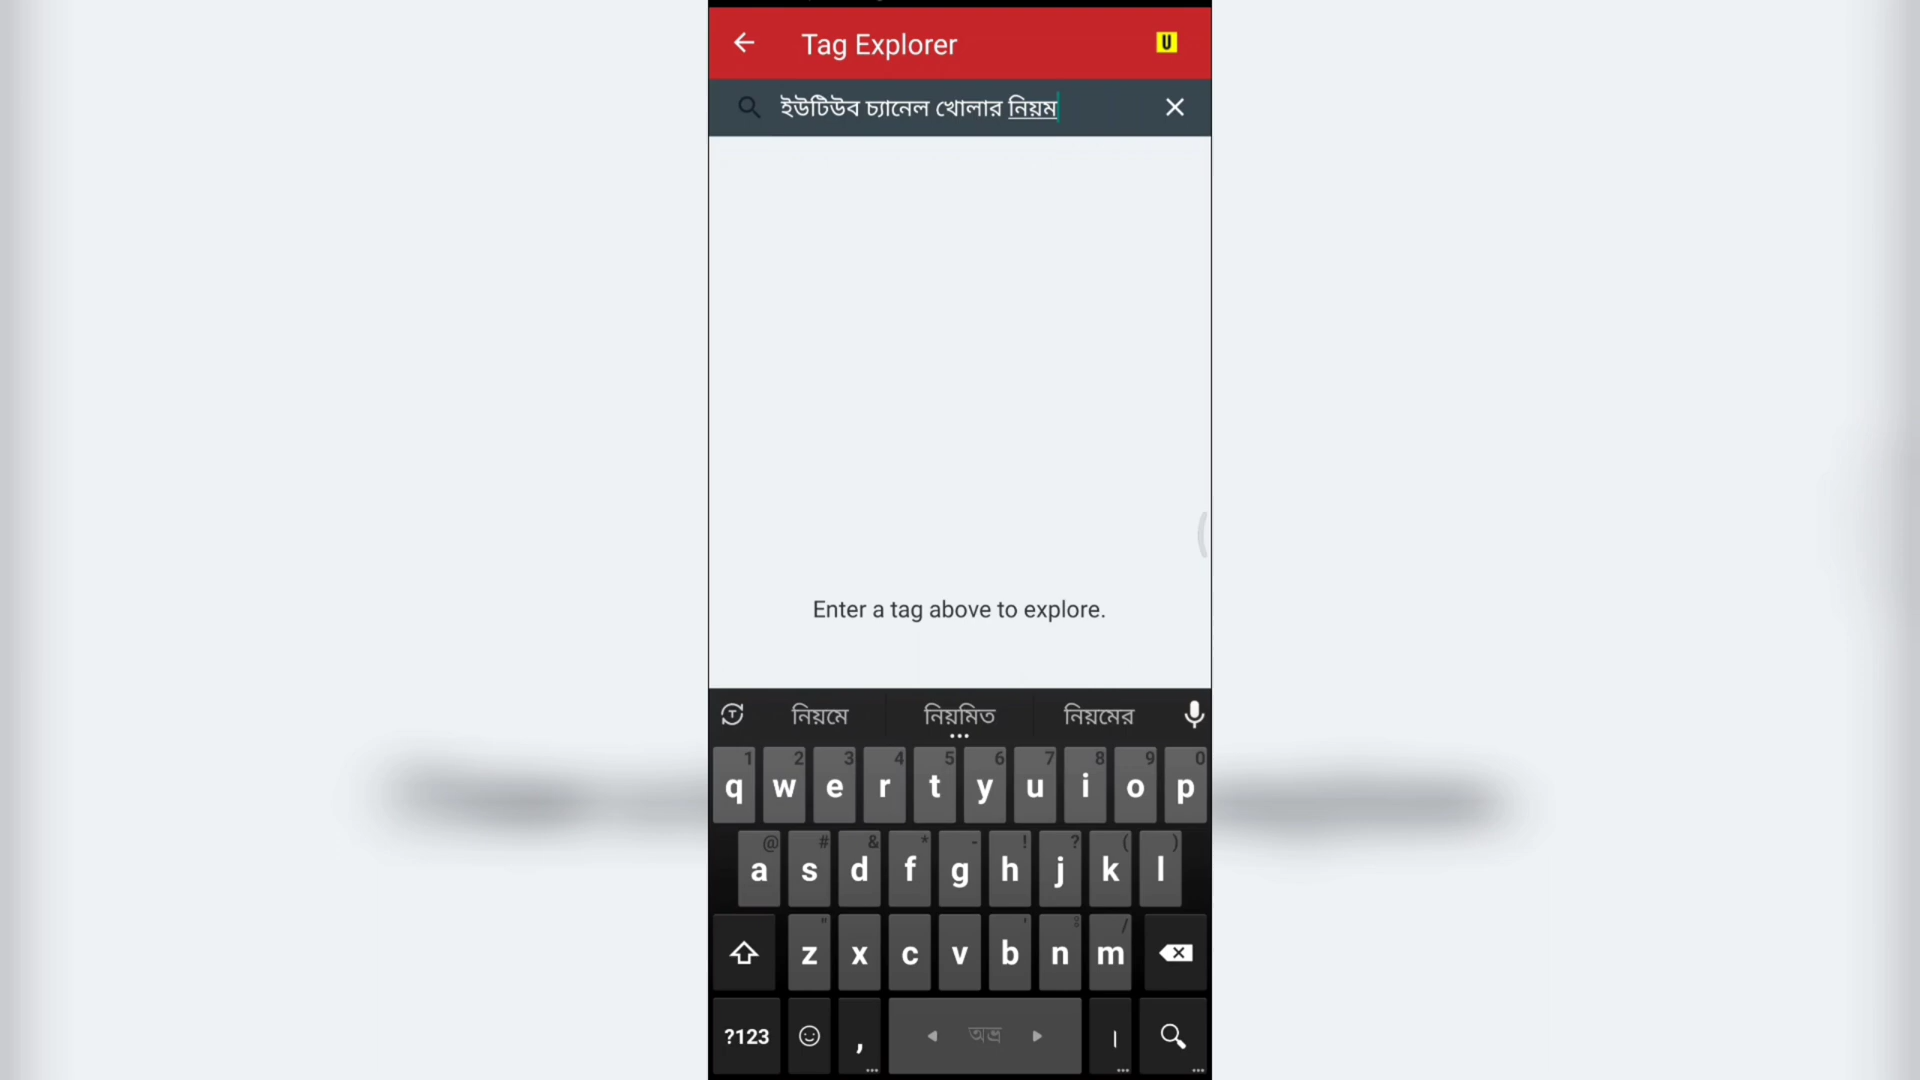 Tag Explorer
U
ইউটিউব চ্যানেল খোলার নিয়ম
Enter a tag above to explore.
নিয়মে নিয়মিত নিয়মের
1 2 3 4 5 6 7 8 9 0
q w e r t y u i o p
@ # & * - ! ? ( )
a s d f g h j k l
z x c v b n m
?123 , অভ্র ।